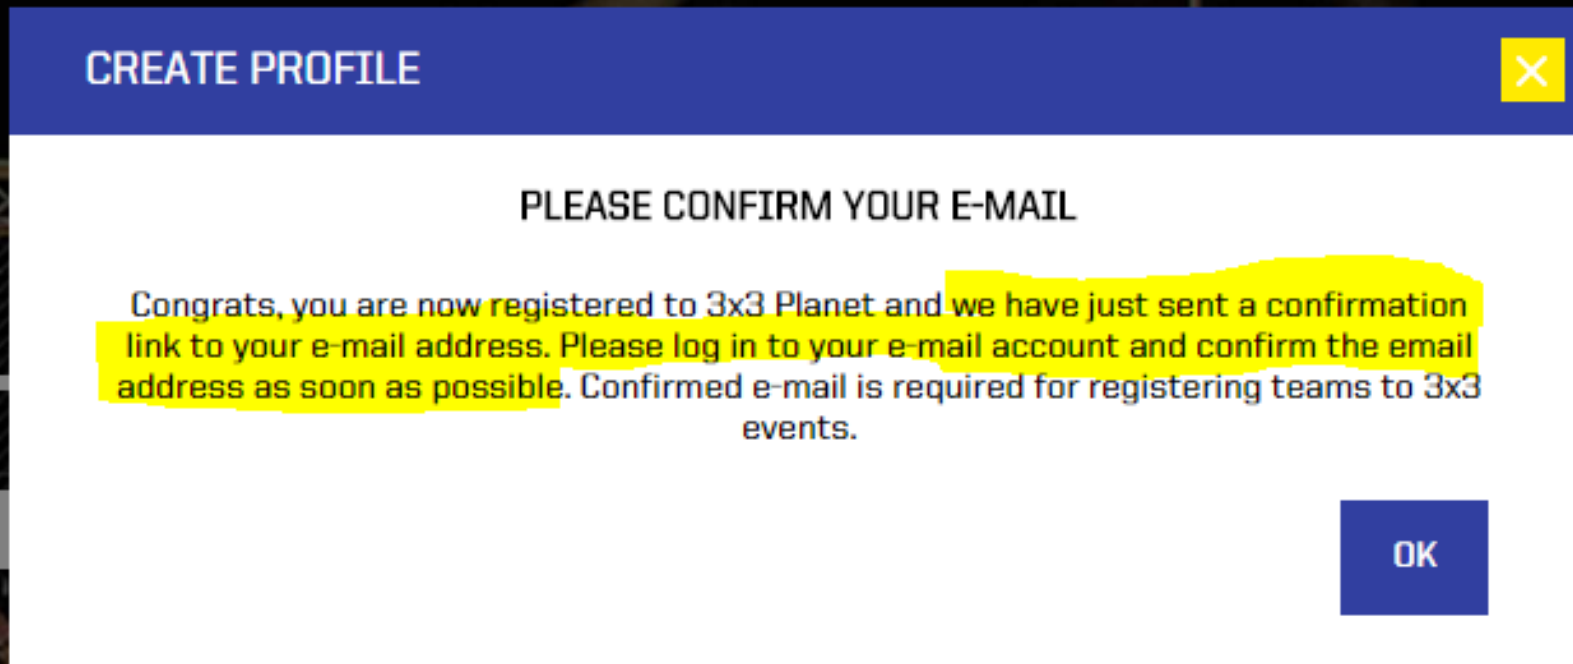 CREATE PROFILE
PLEASE CONFIRM YOUR E-MAIL
Congrats, you are now registered to 3x3 Planet and we have just sent a confirmation
link to your e-mail address. Please log in to your e-mail account and confirm the email
address as soon as possible. Confirmed e-mail is required for registering teams to 3x3
events.
OK